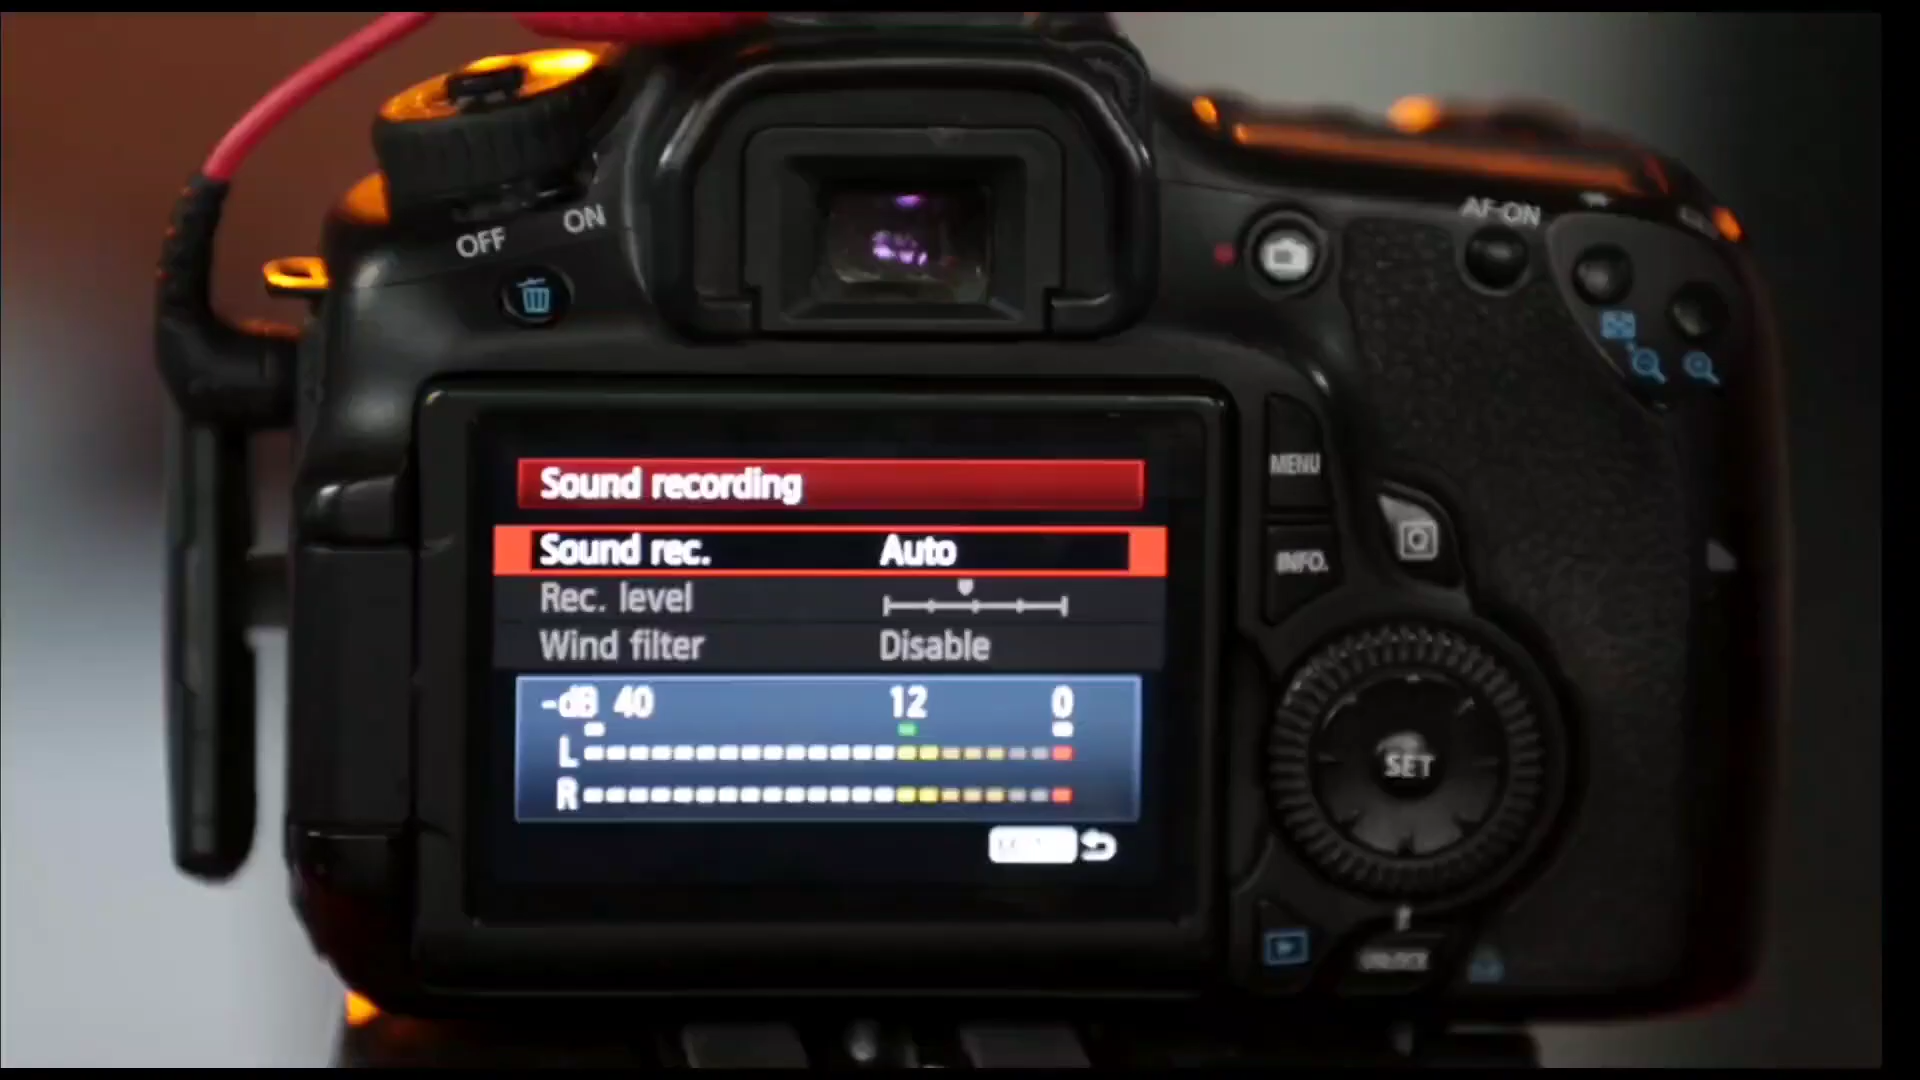 OFF ON
AF-ON
Sound recording
Sound rec. Auto
Rec. level
Wind filter Disable
-dB 40 12 0
L
R
MENU
INFO.
Q
SET